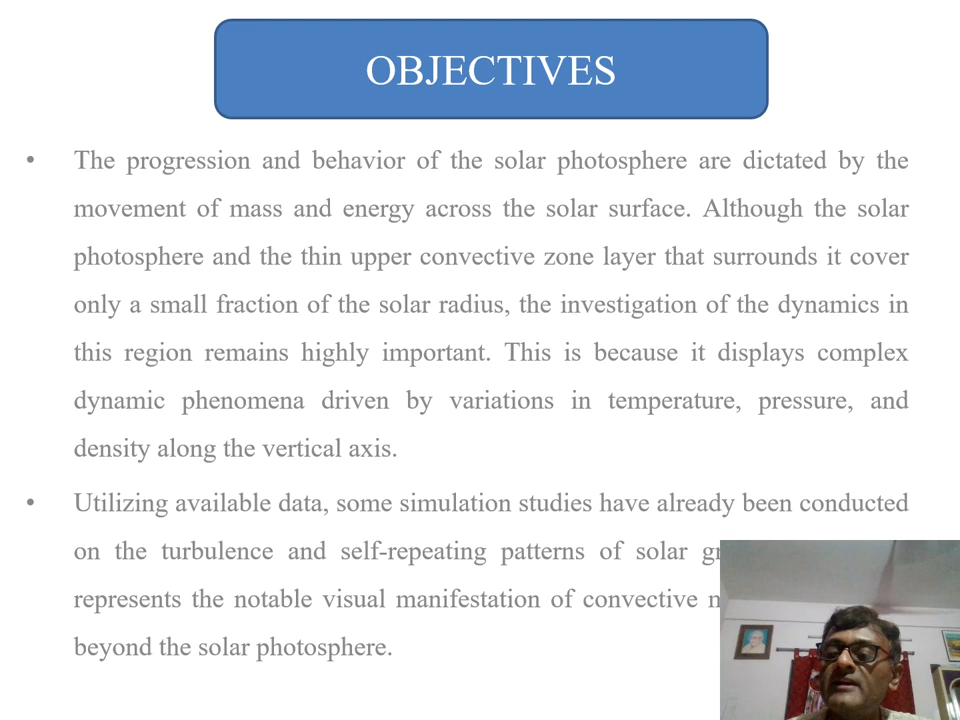 OBJECTIVES
• The progression and behavior of the solar photosphere are dictated by the
movement of mass and energy across the solar surface. Although the solar
photosphere and the thin upper convective zone layer that surrounds it cover
only a small fraction of the solar radius, the investigation of the dynamics in
this region remains highly important. This is because it displays complex
dynamic phenomena driven by variations in temperature, pressure, and
density along the vertical axis.
• Utilizing available data, some simulation studies have already been conducted
on the turbulence and self-repeating patterns of solar
represents the notable visual manifestation of convective
beyond the solar photosphere.